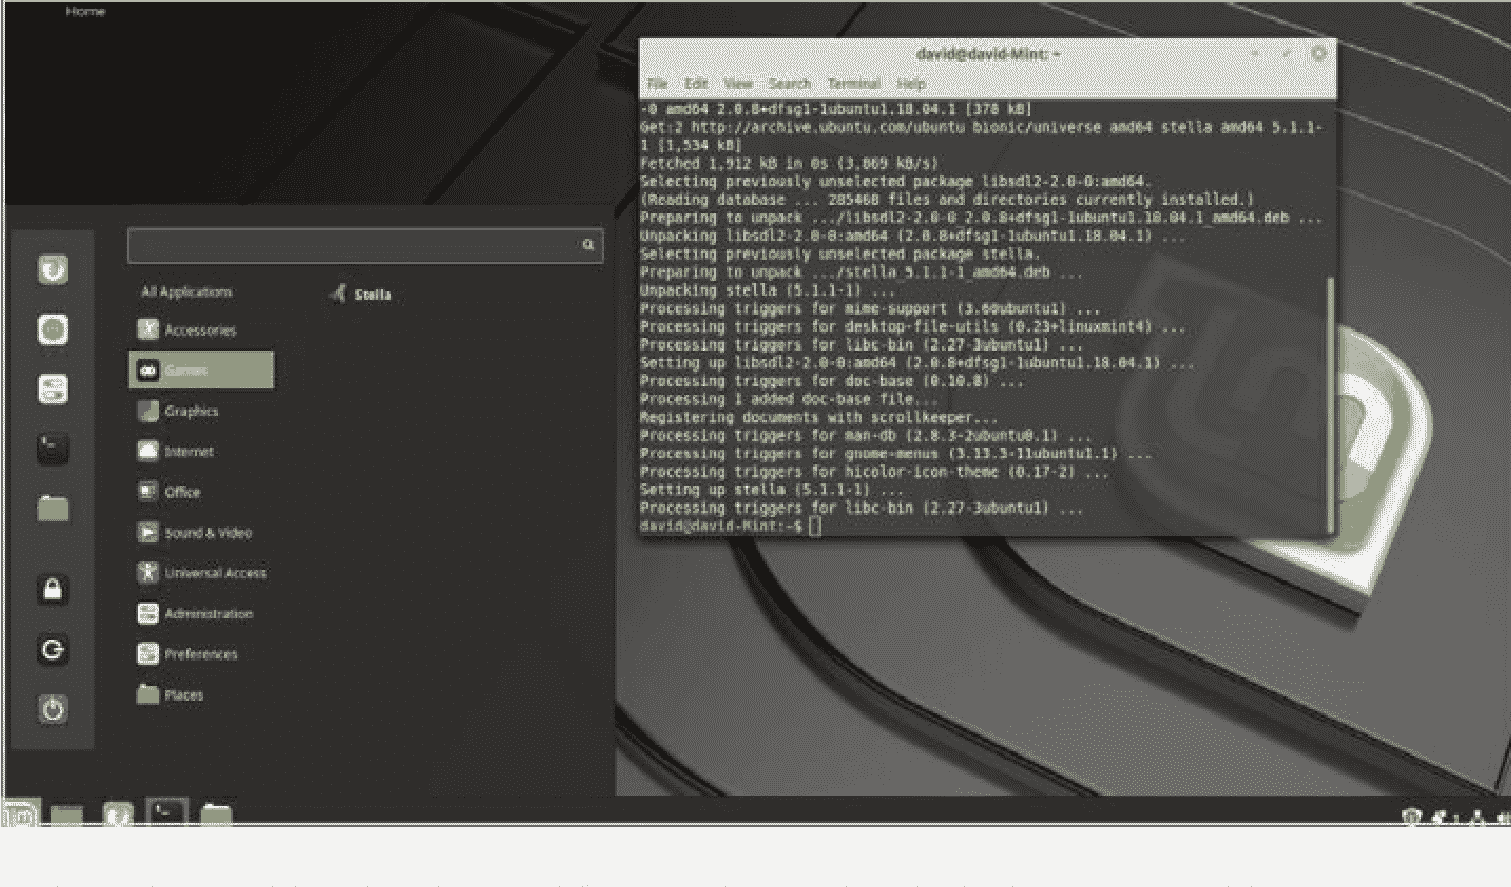 Home
david@david-Mint: ~
File Edit View Search Terminal Help
-0 amd64 2.0.8+dfsg1-1ubuntu1.18.04.1 [378 kB]
Get:2 http://archive.ubuntu.com/ubuntu bionic/universe amd64 stella amd64 5.1.1-
1 [1,534 kB]
Fetched 1,912 kB in 0s (3,869 kB/s)
Selecting previously unselected package libsdl2-2.0-0:amd64.
(Reading database ... 285468 files and directories currently installed.)
Preparing to unpack .../libsdl2-2.0-0_2.0.8+dfsg1-1ubuntu1.18.04.1_amd64.deb ...
Unpacking libsdl2-2.0-0:amd64 (2.0.8+dfsg1-1ubuntu1.18.04.1) ...
Selecting previously unselected package stella.
Preparing to unpack .../stella_5.1.1-1_amd64.deb ...
Unpacking stella (5.1.1-1) ...
Processing triggers for mime-support (3.60ubuntu1) ...
Processing triggers for desktop-file-utils (0.23+linuxmint4) ...
Processing triggers for libc-bin (2.27-3ubuntu1) ...
Setting up libsdl2-2.0-0:amd64 (2.0.8+dfsg1-1ubuntu1.18.04.1) ...
Processing triggers for doc-base (0.10.8) ...
Processing 1 added doc-base file...
Registering documents with scrollkeeper...
Processing triggers for man-db (2.8.3-2ubuntu0.1) ...
Processing triggers for gnome-menus (3.13.3-11ubuntu1.1) ...
Processing triggers for hicolor-icon-theme (0.17-2) ...
Setting up stella (5.1.1-1) ...
Processing triggers for libc-bin (2.27-3ubuntu1) ...
david@david-Mint:~$
All Applications
Stella
Accessories
Games
Graphics
Internet
Office
Sound & Video
Universal Access
Administration
Preferences
Places
1